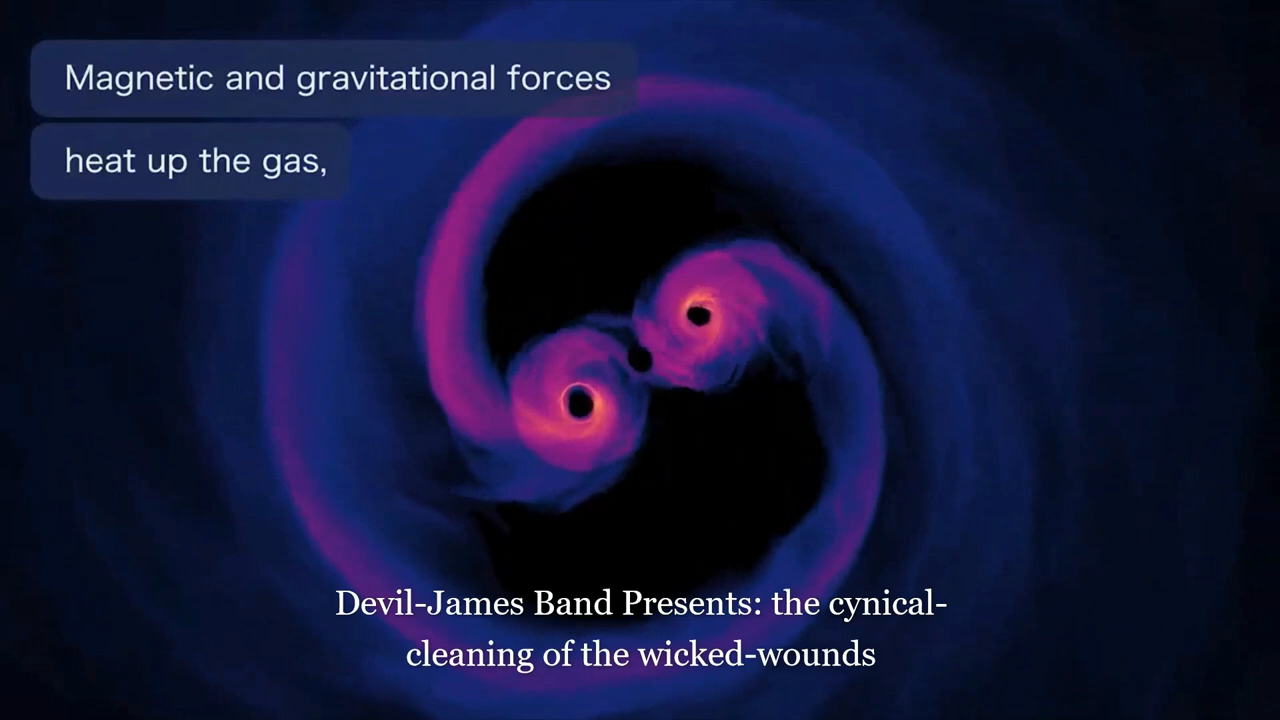 Magnetic and gravitational forces
heat up the gas,
Devil-James Band Presents: the cynical-
cleaning of the wicked-wounds